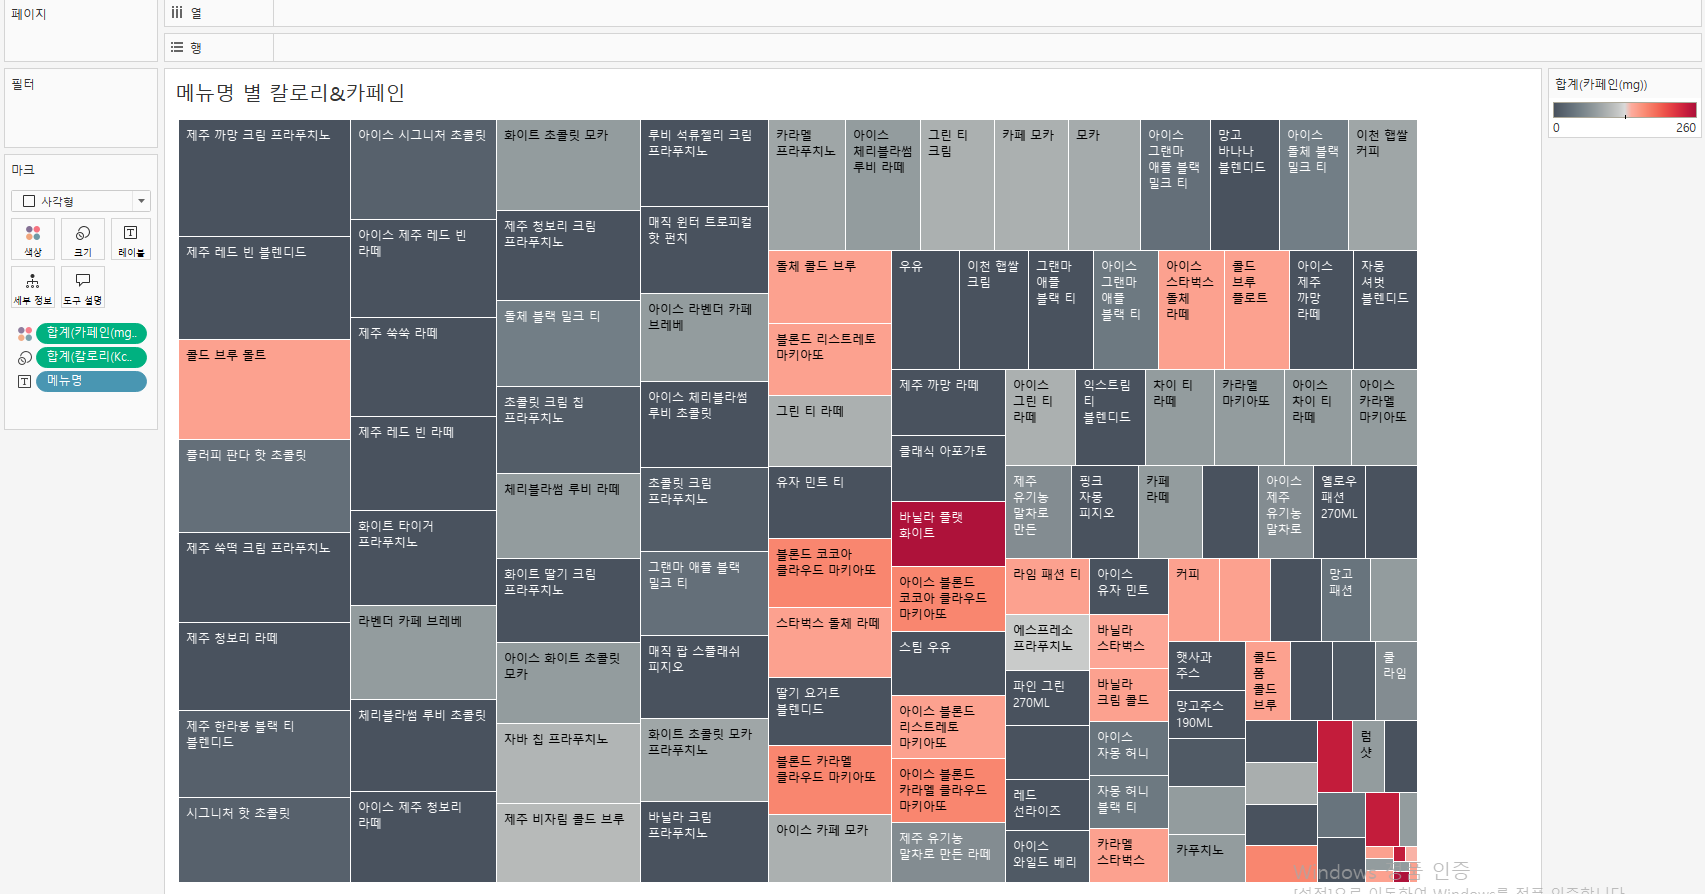 페이지
열
행
필터
마크
사각형
색상
크기
레이블
세부 정보
도구 설명
합계(카페인(mg..
합계(칼로리(Kc..
메뉴명
메뉴명 별 칼로리&카페인
합계(카페인(mg))
0
260
제주 까망 크림 프라푸치노
제주 레드 빈 블렌디드
콜드 브루 몰트
플러피 판다 핫 초콜릿
제주 쑥떡 크림 프라푸치노
제주 청보리 라떼
제주 한라봉 블랙 티
블렌디드
시그니처 핫 초콜릿
아이스 시그니처 초콜릿
아이스 제주 레드 빈
라떼
제주 쑥쑥 라떼
제주 레드 빈 라떼
화이트 타이거
프라푸치노
라벤더 카페 브레베
체리블라썸 루비 초콜릿
아이스 제주 청보리
라떼
화이트 초콜릿 모카
제주 청보리 크림
프라푸치노
돌체 블랙 밀크 티
초콜릿 크림 칩
프라푸치노
체리블라썸 루비 라떼
화이트 딸기 크림
프라푸치노
아이스 화이트 초콜릿
모카
자바 칩 프라푸치노
제주 비자림 콜드 브루
루비 석류젤리 크림
프라푸치노
매직 윈터 트로피컬
핫 펀치
아이스 라벤더 카페
브레베
아이스 체리블라썸
루비 초콜릿
초콜릿 크림
프라푸치노
그랜마 애플 블랙
밀크 티
매직 팝 스플래쉬
피지오
화이트 초콜릿 모카
프라푸치노
바닐라 크림
프라푸치노
카라멜
프라푸치노
아이스
체리블라썸
루비 라떼
그린 티
크림
카페 모카
모카
아이스
그랜마
애플 블랙
밀크 티
망고
바나나
블렌디드
아이스
돌체 블랙
밀크 티
이천 햅쌀
커피
돌체 콜드 브루
블론드 리스트레토
마키아또
그린 티 라떼
유자 민트 티
블론드 코코아
클라우드 마키아또
스타벅스 돌체 라떼
딸기 요거트
블렌디드
블론드 카라멜
클라우드 마키아또
아이스 카페 모카
우유
이천 햅쌀
크림
그랜마
애플
블랙 티
아이스
그랜마
애플
블랙 티
아이스
스타벅스
돌체
라떼
콜드
브루
플로트
아이스
제주
까망
라떼
자몽
셔벗
블렌디드
제주 까망 라떼
클래식 아포가토
바닐라 플랫
화이트
아이스 블론드
코코아 클라우드
마키아또
스팀 우유
아이스 블론드
리스트레토
마키아또
아이스 블론드
카라멜 클라우드
마키아또
제주 유기농
말차로 만든 라떼
아이스
그린 티
라떼
익스트림
티
블렌디드
차이 티
라떼
카라멜
마키아또
아이스
차이 티
라떼
아이스
카라멜
마키아또
제주
유기농
말차로
만든
핑크
자몽
피지오
카페
라떼
아이스
제주
유기농
말차로
옐로우
패션
270ML
라임 패션 티
에스프레소
프라푸치노
파인 그린
270ML
레드
선라이즈
아이스
와일드 베리
아이스
유자 민트
바닐라
스타벅스
바닐라
크림 콜드
아이스
자몽 허니
자몽 허니
블랙 티
카라멜
스타벅스
커피
망고
패션
햇사과
주스
망고주스
190ML
카푸치노
콜드
폼
콜드
브루
쿨
라임
럼
샷
Windows 정품 인증